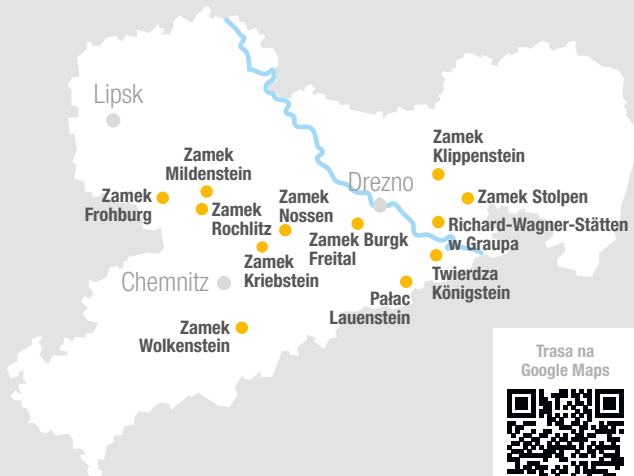 Lipsk
Zamek
Mildenstein
Zamek
Frohburg
Zamek
Rochlitz
Zamek
Nossen
Zamek
Kriebstein
Chemnitz
Zamek
Wolkenstein
Drezno
Zamek Burgk
Freital
Pałac
Lauenstein
Zamek
Klippenstein
Zamek Stolpen
Richard-Wagner-Stätten
w Graupa
Twierdza
Königstein
Trasa na
Google Maps